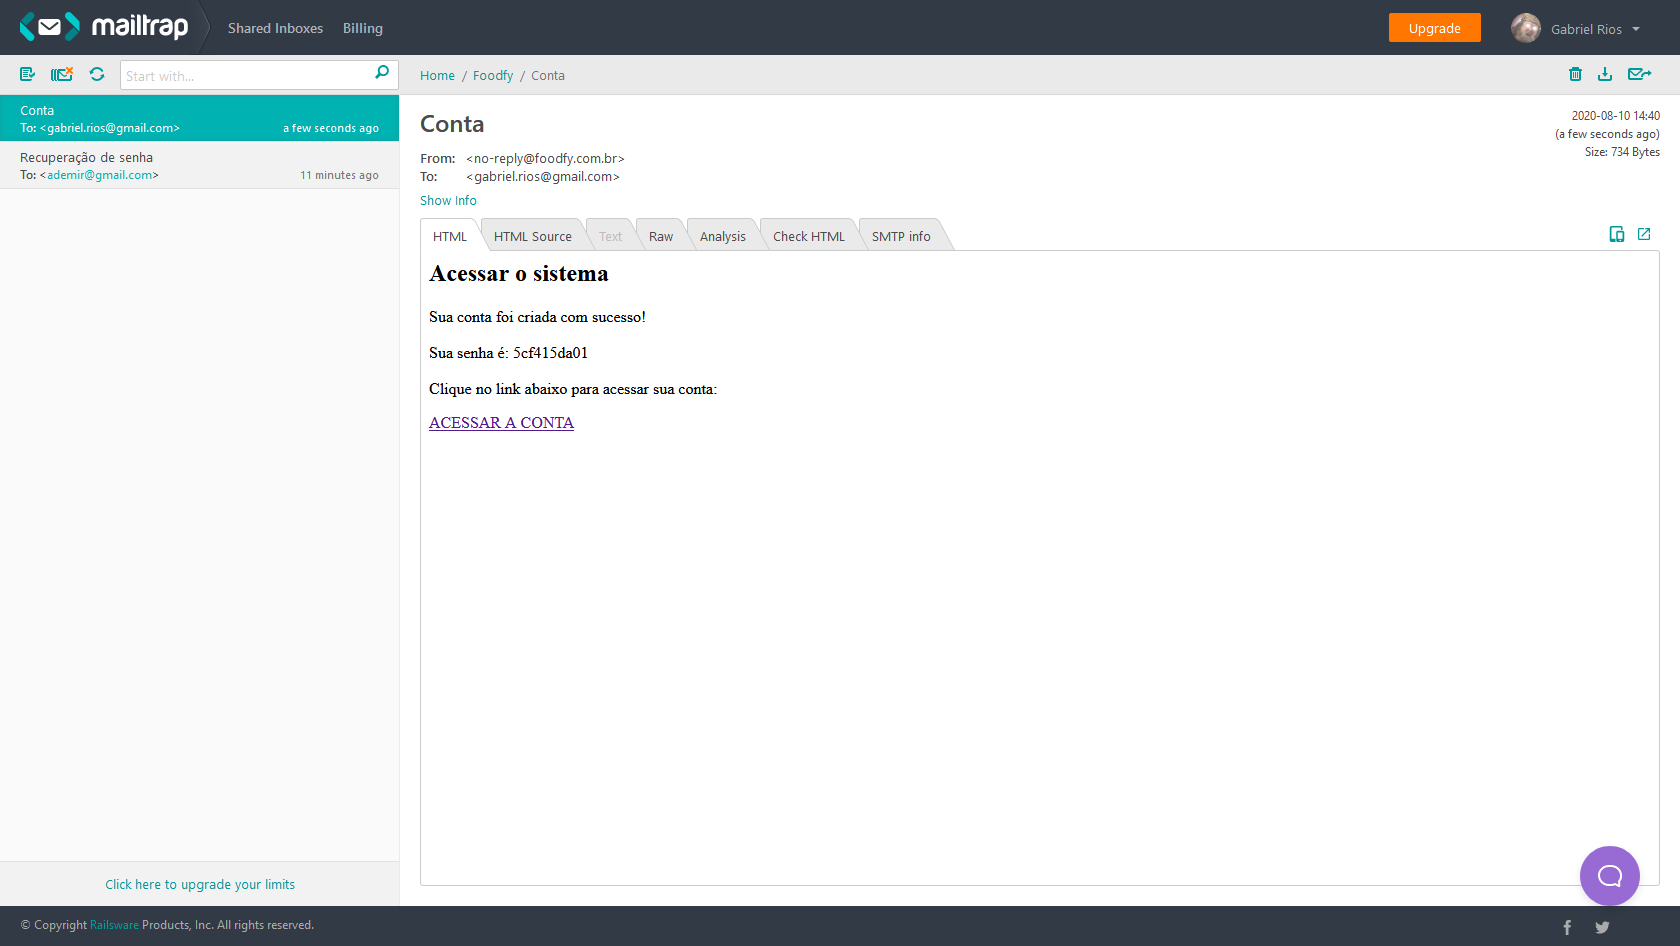 mailtrap
Shared Inboxes
Billing
Upgrade
Gabriel Rios
Start with...
Home / Foodfy / Conta
Conta
To: <gabriel.rios@gmail.com>
a few seconds ago
Recuperação de senha
To: <ademir@gmail.com>
11 minutes ago
Click here to upgrade your limits
Conta
2020-08-10 14:40
(a few seconds ago)
Size: 734 Bytes
From: <no-reply@foodfy.com.br>
To: <gabriel.rios@gmail.com>
Show Info
HTML
HTML Source
Text
Raw
Analysis
Check HTML
SMTP info
Acessar o sistema
Sua conta foi criada com sucesso!
Sua senha é: 5cf415da01
Clique no link abaixo para acessar sua conta:
ACESSAR A CONTA
© Copyright Railsware Products, Inc. All rights reserved.